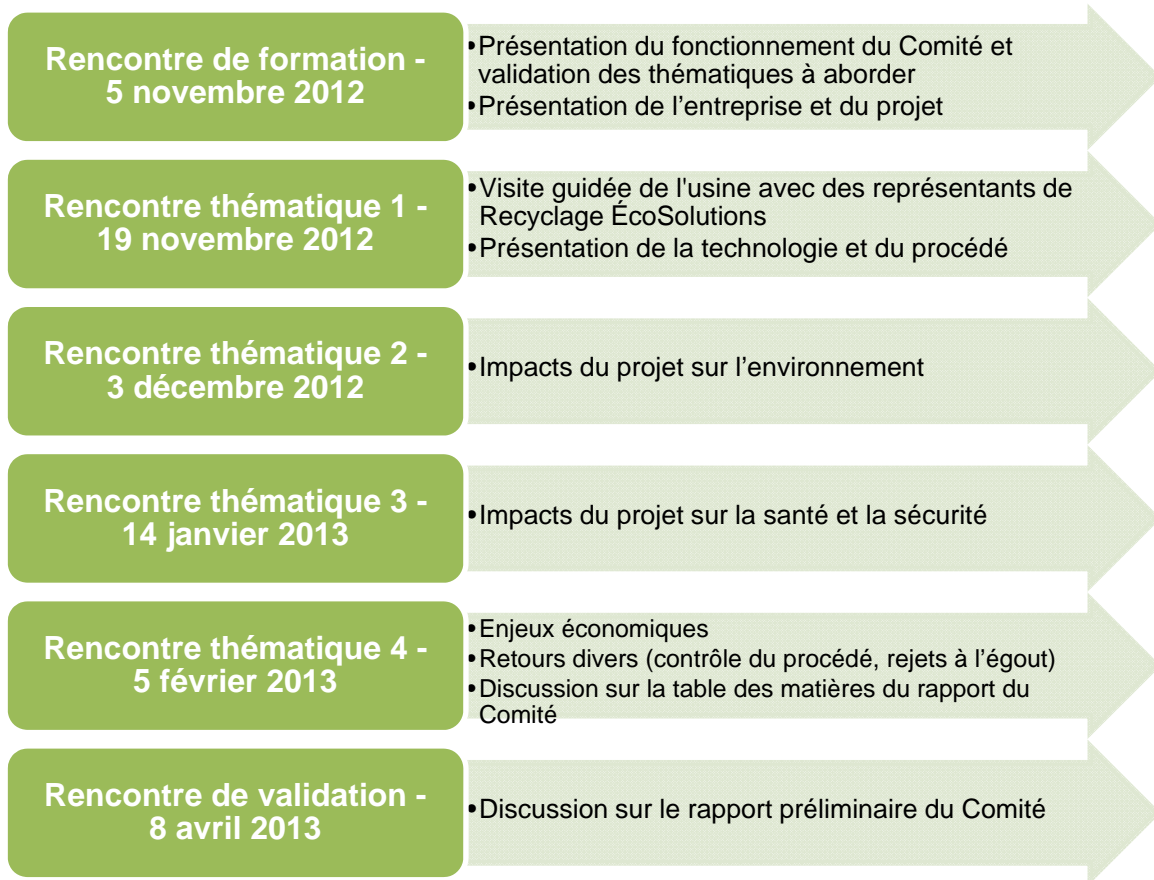 Rencontre de formation -
5 novembre 2012
•Présentation du fonctionnement du Comité et
validation des thématiques à aborder
•Présentation de l’entreprise et du projet
Rencontre thématique 1 -
19 novembre 2012
•Visite guidée de l'usine avec des représentants de
Recyclage ÉcoSolutions
•Présentation de la technologie et du procédé
Rencontre thématique 2 -
3 décembre 2012
•Impacts du projet sur l’environnement
Rencontre thématique 3 -
14 janvier 2013
•Impacts du projet sur la santé et la sécurité
Rencontre thématique 4 -
5 février 2013
•Enjeux économiques
•Retours divers (contrôle du procédé, rejets à l’égout)
•Discussion sur la table des matières du rapport du
Comité
Rencontre de validation -
8 avril 2013
•Discussion sur le rapport préliminaire du Comité